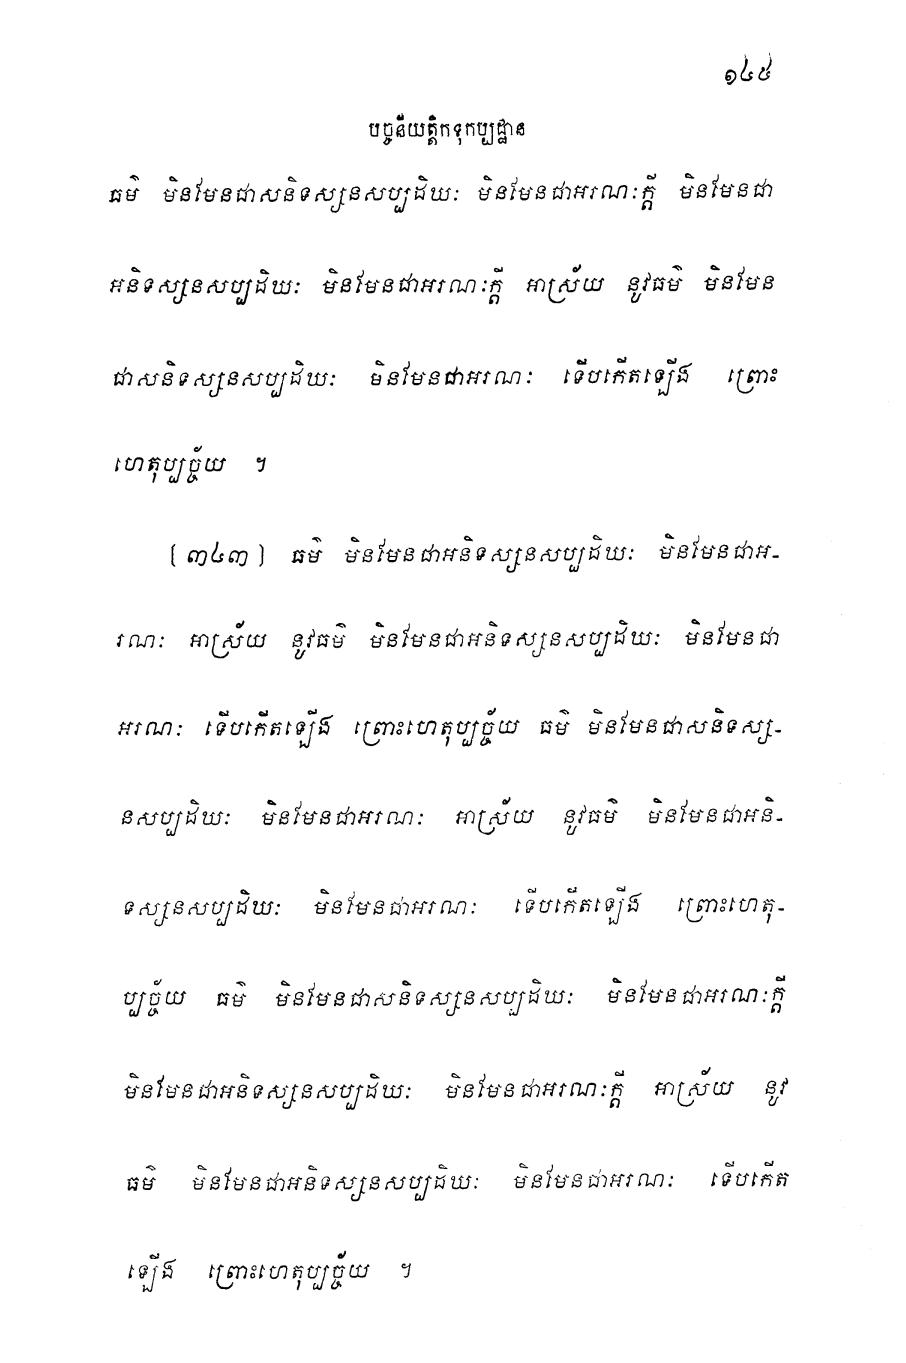 ១៤៥
បច្ចនីយត្តិកទុកប្បដ្ឋាន
ធម៌ មិនមែនជាសនិទស្សនសប្បដិឃៈ មិនមែនជាអរណៈក្តី មិនមែនជា
អនិទស្សនសប្បដិឃៈ មិនមែនជាអរណៈក្តី អាស្រ័យ នូវធម៌ មិនមែន
ជាសនិទស្សនសប្បដិឃៈ មិនមែនជាអរណៈ ទើបកើតឡើង ព្រោះ
ហេតុប្បច្ច័យ ។
[៣៤៣] ធម៌ មិនមែនជាអនិទស្សនសប្បដិឃៈ មិនមែនជាអ-
រណៈ អាស្រ័យ នូវធម៌ មិនមែនជាអនិទស្សនសប្បដិឃៈ មិនមែនជា
អរណៈ ទើបកើតឡើង ព្រោះហេតុប្បច្ច័យ ធម៌ មិនមែនជាសនិទស្ស-
នសប្បដិឃៈ មិនមែនជាអរណៈ អាស្រ័យ នូវធម៌ មិនមែនជាអនិ-
ទស្សនសប្បដិឃៈ មិនមែនជាអរណៈ ទើបកើតឡើង ព្រោះហេតុ-
ប្បច្ច័យ ធម៌ មិនមែនជាសនិទស្សនសប្បដិឃៈ មិនមែនជាអរណៈក្តី
មិនមែនជាអនិទស្សនសប្បដិឃៈ មិនមែនជាអរណៈក្តី អាស្រ័យ នូវ
ធម៌ មិនមែនជាអនិទស្សនសប្បដិឃៈ មិនមែនជាអរណៈ ទើបកើត
ឡើង ព្រោះហេតុប្បច្ច័យ ។